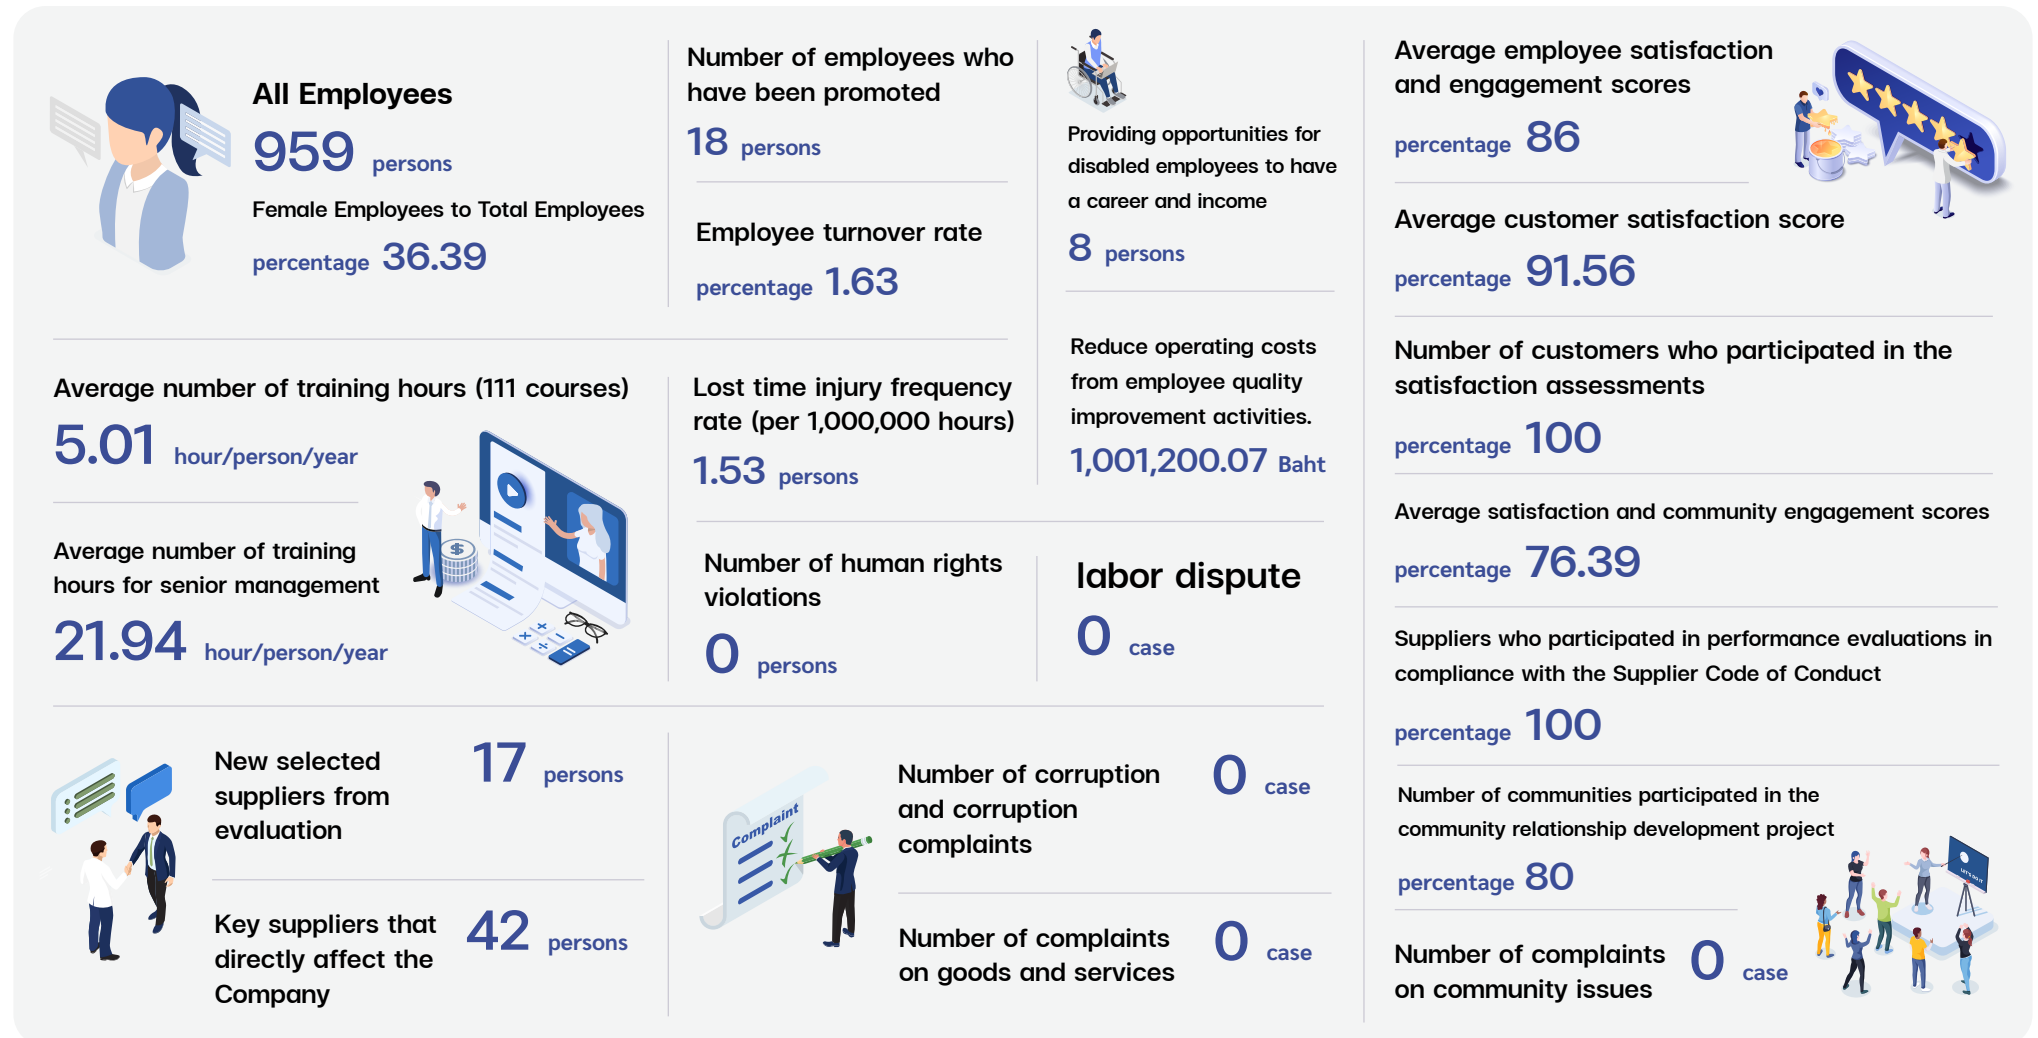 All Employees
959 persons
Female Employees to Total Employees
percentage 36.39
Number of employees who
have been promoted
18 persons
Employee turnover rate
percentage 1.63
Providing opportunities for
disabled employees to have
a career and income
8 persons
Reduce operating costs
from employee quality
improvement activities.
1,001,200.07 Baht
Average number of training hours (111 courses)
5.01 hour/person/year
Average number of training
hours for senior management
21.94 hour/person/year
Lost time injury frequency
rate (per 1,000,000 hours)
1.53 persons
Number of human rights
violations
0 persons
labor dispute
0 case
New selected
suppliers from
evaluation
17 persons
Key suppliers that
directly affect the
Company
42 persons
Complaint
Number of corruption
and corruption
complaints
0 case
Number of complaints
on goods and services
0 case
Average employee satisfaction
and engagement scores
percentage 86
Average customer satisfaction score
percentage 91.56
Number of customers who participated in the
satisfaction assessments
percentage 100
Average satisfaction and community engagement scores
percentage 76.39
Suppliers who participated in performance evaluations in
compliance with the Supplier Code of Conduct
percentage 100
Number of communities participated in the
community relationship development project
percentage 80
LET'S DO IT
Number of complaints
on community issues
0 case